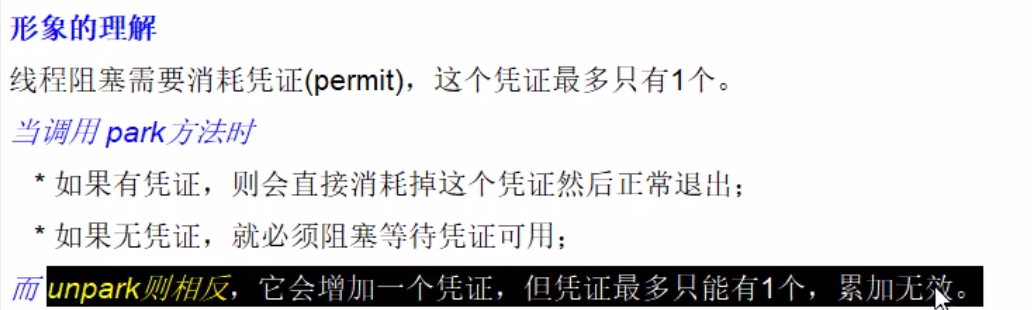 形象的理解
线程阻塞需要消耗凭证(permit)，这个凭证最多只有1个。
当调用 park方法时
* 如果有凭证，则会直接消耗掉这个凭证然后正常退出；
* 如果无凭证，就必须阻塞等待凭证可用；
而 unpark则相反，它会增加一个凭证，但凭证最多只能有1个，累加无效。